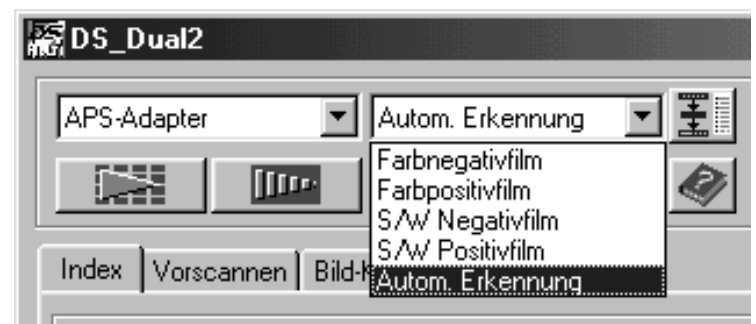 DS_Dual2
APS-Adapter
Autom. Erkennung
Farbnegativfilm
Farbpositivfilm
S/W Negativfilm
S/W Positivfilm
Autom. Erkennung
Index
Vorscannen